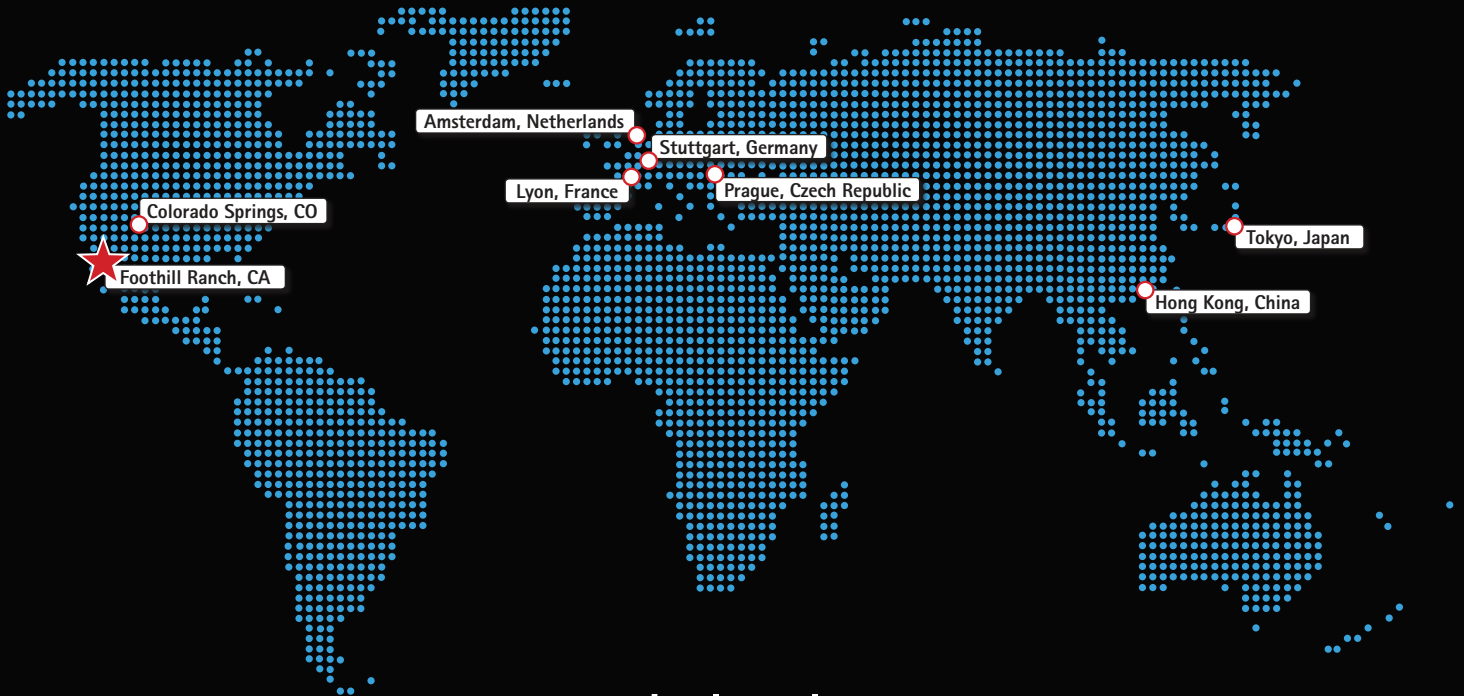 Amsterdam, Netherlands
Stuttgart, Germany
Lyon, France
Prague, Czech Republic
Colorado Springs, CO
Tokyo, Japan
Foothill Ranch, CA
Hong Kong, China